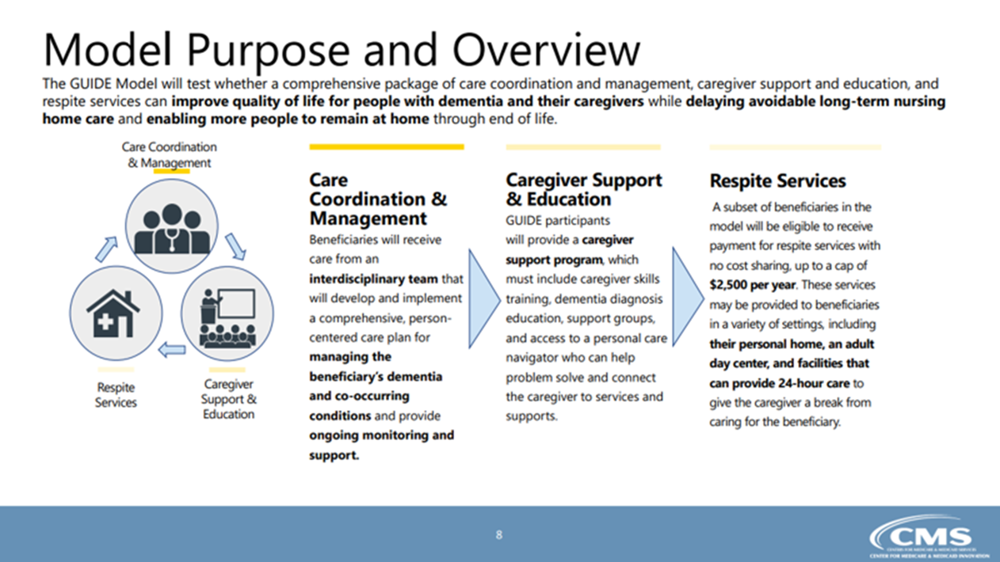 Model Purpose and Overview
The GUIDE Model will test whether a comprehensive package of care coordination and management, caregiver support and education, and
respite services can improve quality of life for people with dementia and their caregivers while delaying avoidable long-term nursing
home care and enabling more people to remain at home through end of life.
Care Coordination
& Management
Respite
Services
Caregiver
Support &
Education
Care
Coordination &
Management
Beneficiaries will receive
care from an
interdisciplinary team that
will develop and implement
a comprehensive, person-
centered care plan for
managing the
beneficiary's dementia
and co-occurring
conditions and provide
ongoing monitoring and
support.
Caregiver Support
& Education
GUIDE participants
will provide a caregiver
support program, which
must include caregiver skills
training, dementia diagnosis
education, support groups,
and access to a personal care
navigator who can help
problem solve and connect
the caregiver to services and
supports.
Respite Services
A subset of beneficiaries in the
model will be eligible to receive
payment for respite services with
no cost sharing, up to a cap of
$2,500 per year. These services
may be provided to beneficiaries
in a variety of settings, including
their personal home, an adult
day center, and facilities that
can provide 24-hour care to
give the caregiver a break from
caring for the beneficiary.
8
CMS
CENTERS FOR MEDICARE & MEDICAID SERVICES
CENTER FOR MEDICARE & MEDICAID INNOVATION